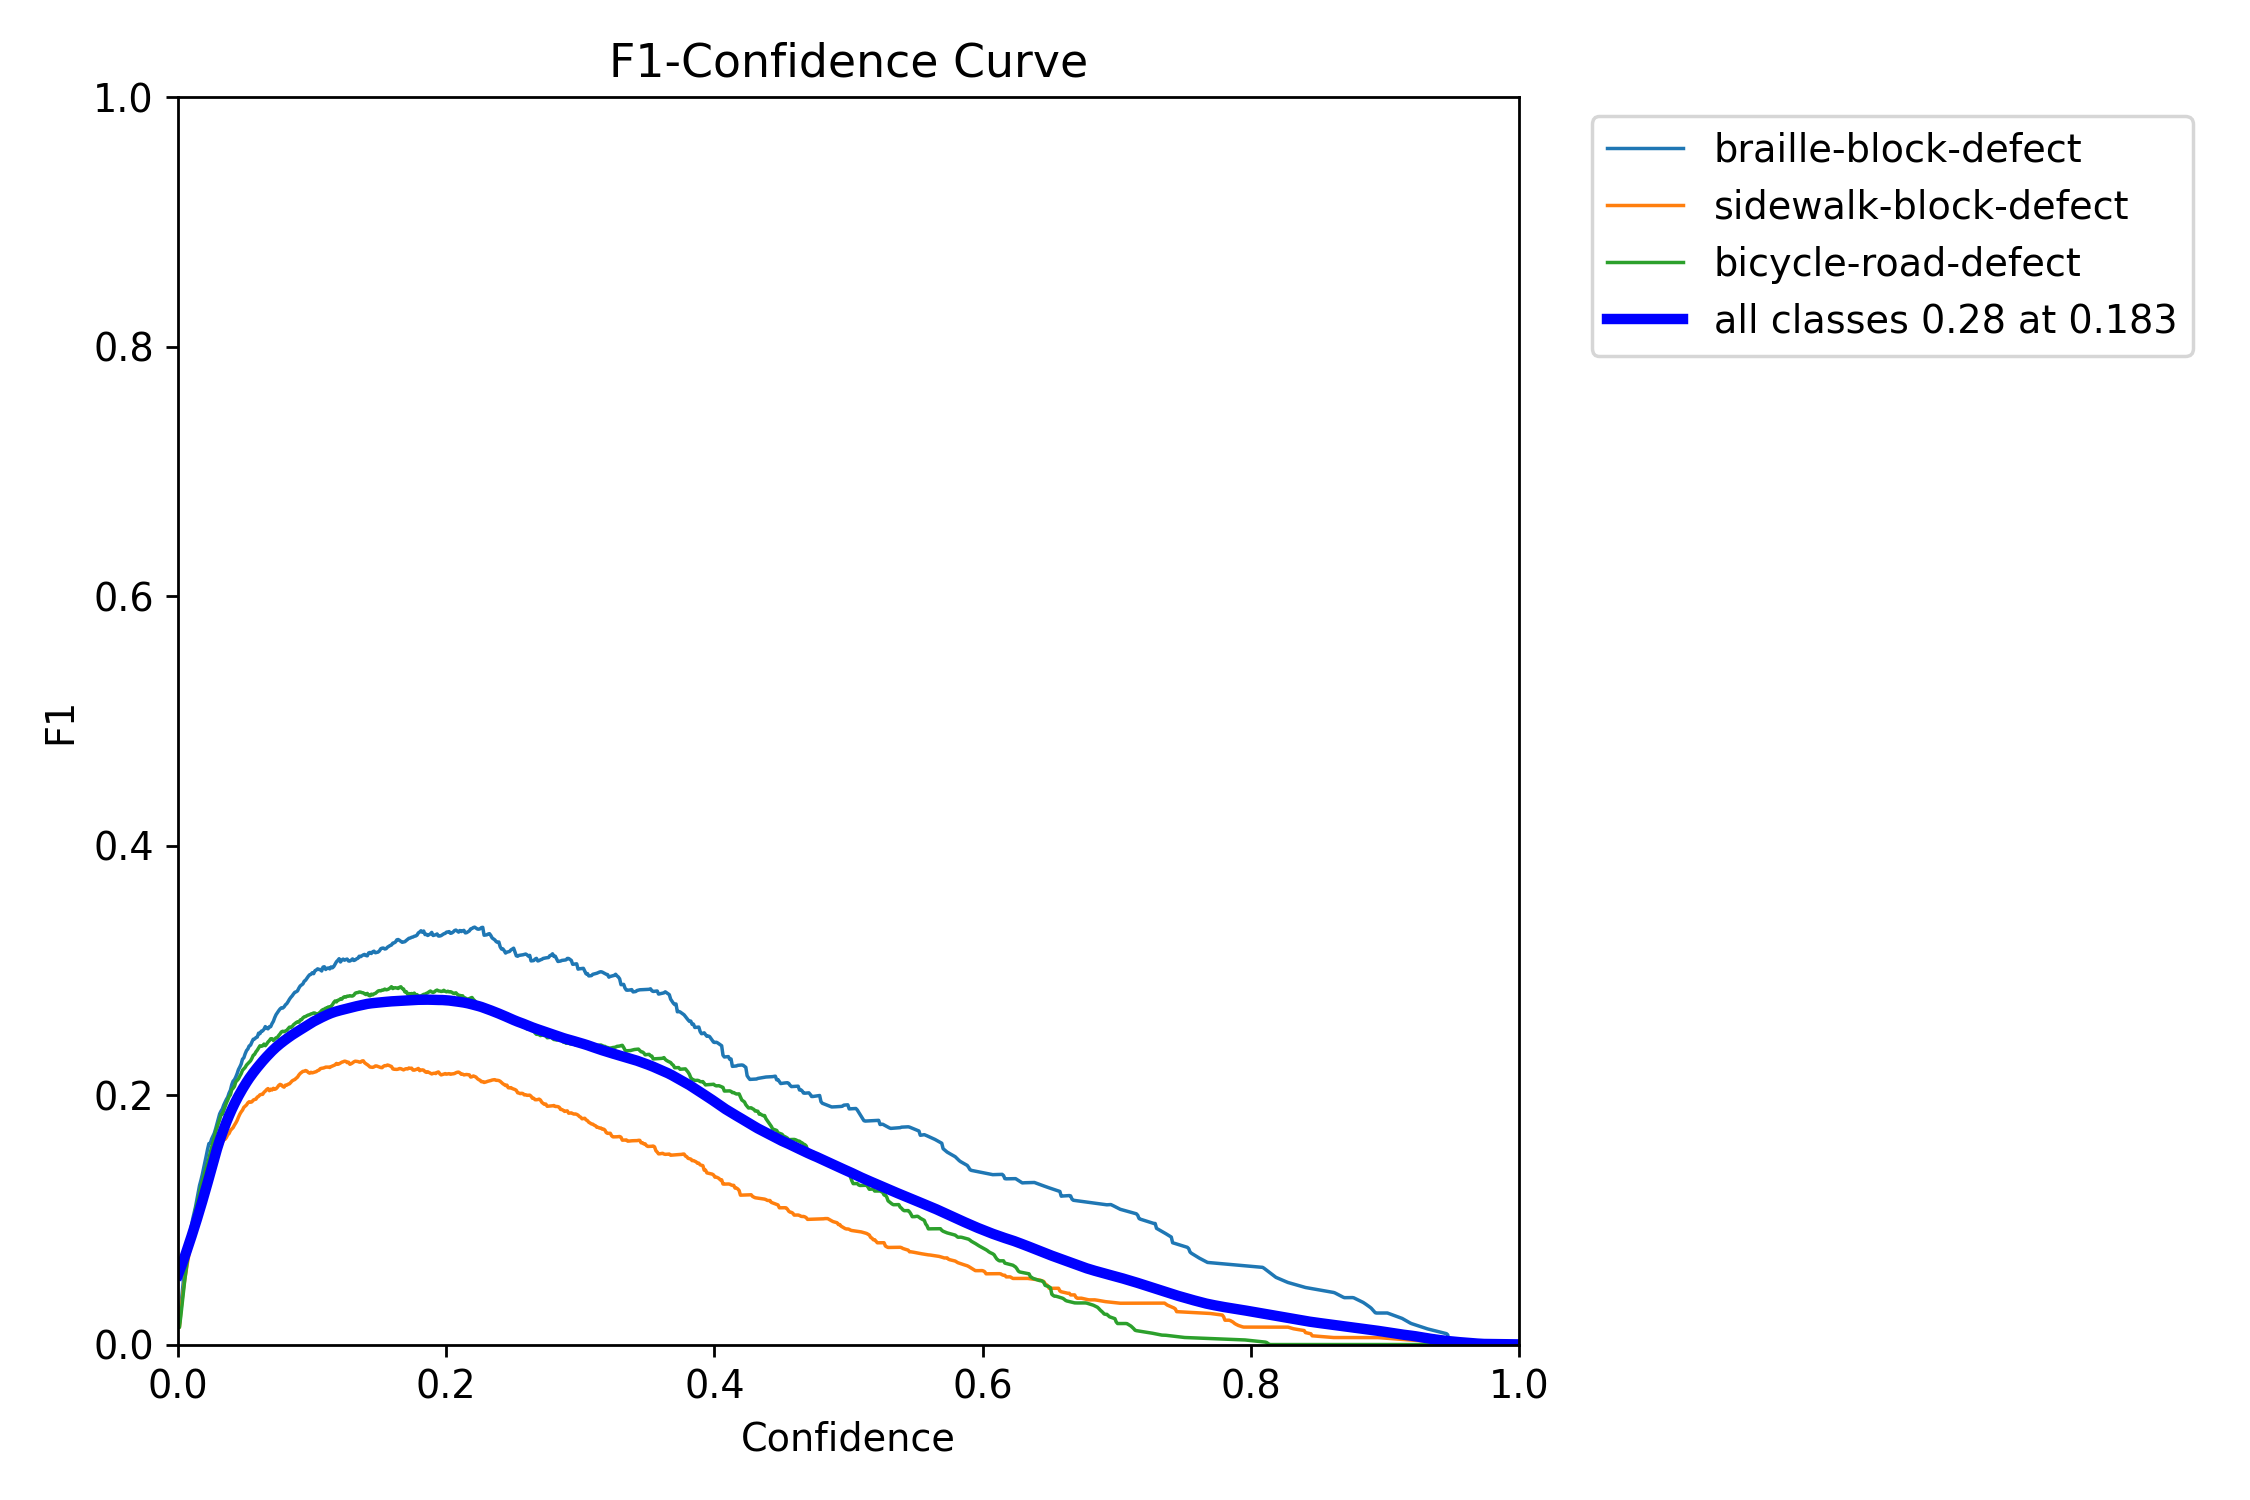 F1-Confidence Curve
1.0
0.8
0.6
0.4
0.2
0.0
F1
0.0 0.2 0.4 0.6 0.8 1.0
Confidence
braille-block-defect
sidewalk-block-defect
bicycle-road-defect
all classes 0.28 at 0.183